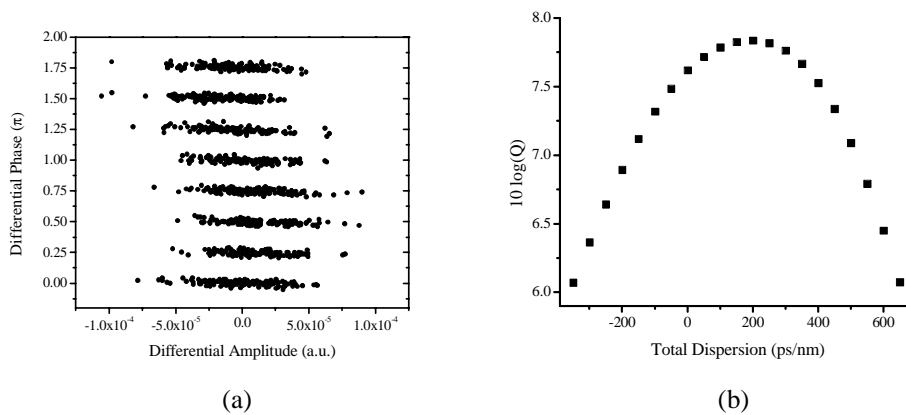 2.00
1.75
1.50
1.25
1.00
0.75
0.50
0.25
0.00
Differential Phase (π)
-1.0x10-4
-5.0x10-5
0.0
5.0x10-5
1.0x10-4
Differential Amplitude (a.u.)
(a)
8.0
7.5
7.0
6.5
6.0
10 log(Q)
-200
0
200
400
600
Total Dispersion (ps/nm)
(b)